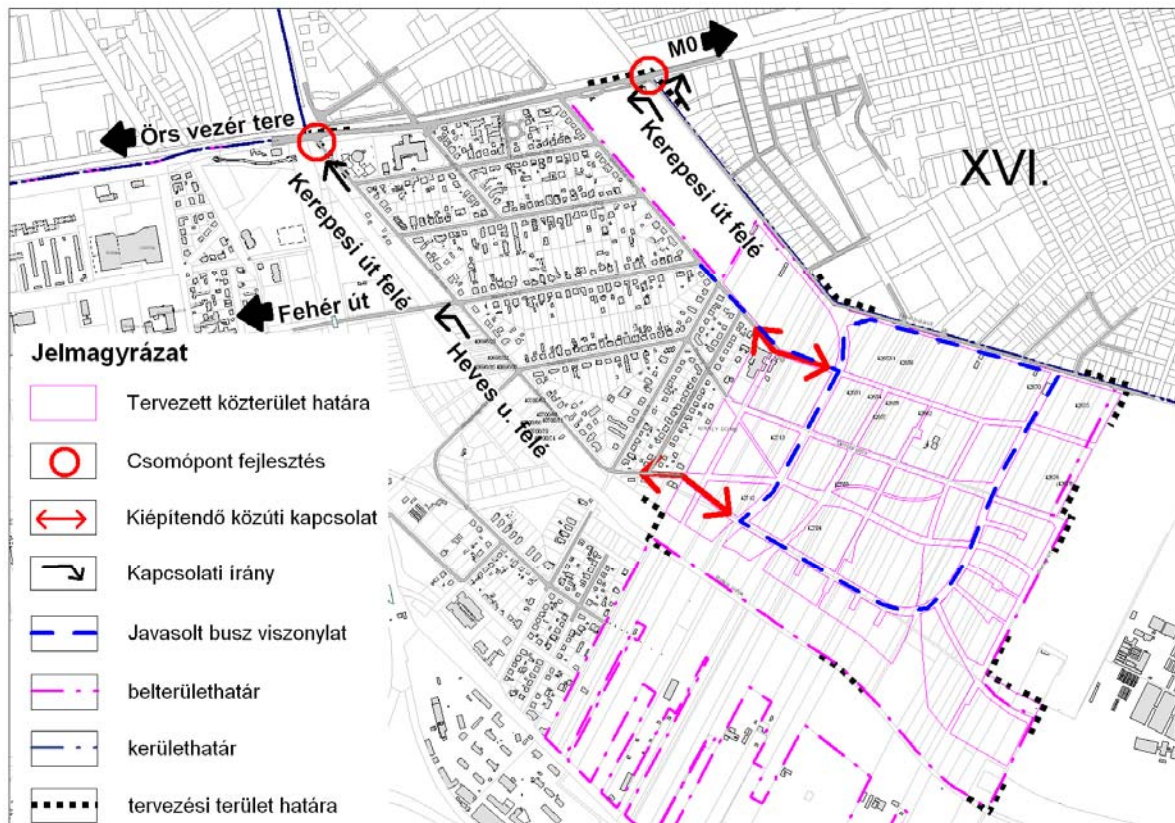 M0
Örs vezér tere
Kerepesi út felé
Kerepesi út felé
XVI.
Fehér út
Heves u. felé
Jelmagyrázat
Tervezett közterület határa
Csomópont fejlesztés
Kiépítendő közúti kapcsolat
Kapcsolati irány
Javasolt busz viszonylat
belterülethatár
kerülethatár
tervezési terület határa